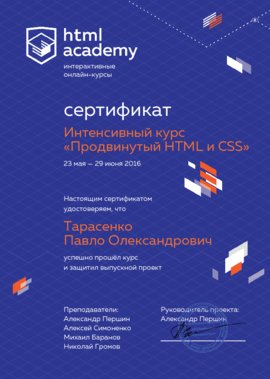 html
academy
интерактивные
онлайн-курсы
сертификат
Интенсивный курс
«Продвинутый HTML и CSS»
23 мая — 29 июня 2016
Настоящим сертификатом
удостоверяем, что
Тарасенко
Павло Олександрович
успешно прошёл курс
и защитил выпускной проект
Преподаватели:
Александр Першин
Алексей Симоненко
Михаил Баранов
Николай Громов
Руководитель проекта:
Александр Першин